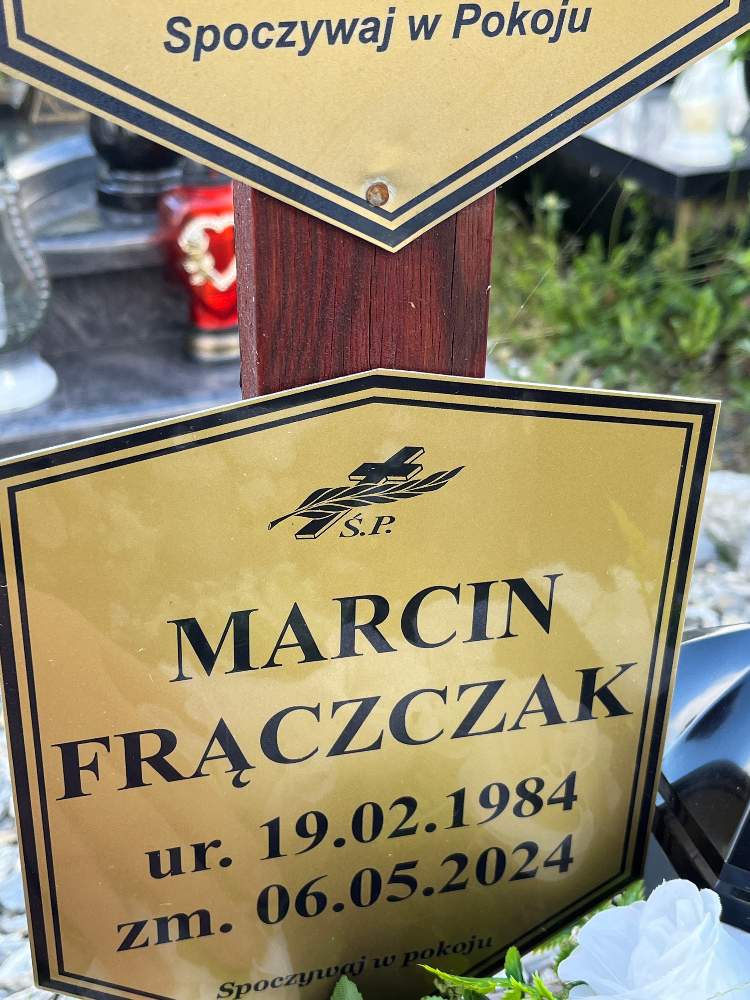 Spoczywaj w Pokoju
Ś.P.
MARCIN
FRĄCZCZAK
ur. 19.02.1984
zm. 06.05.2024
Spoczywaj w pokoju